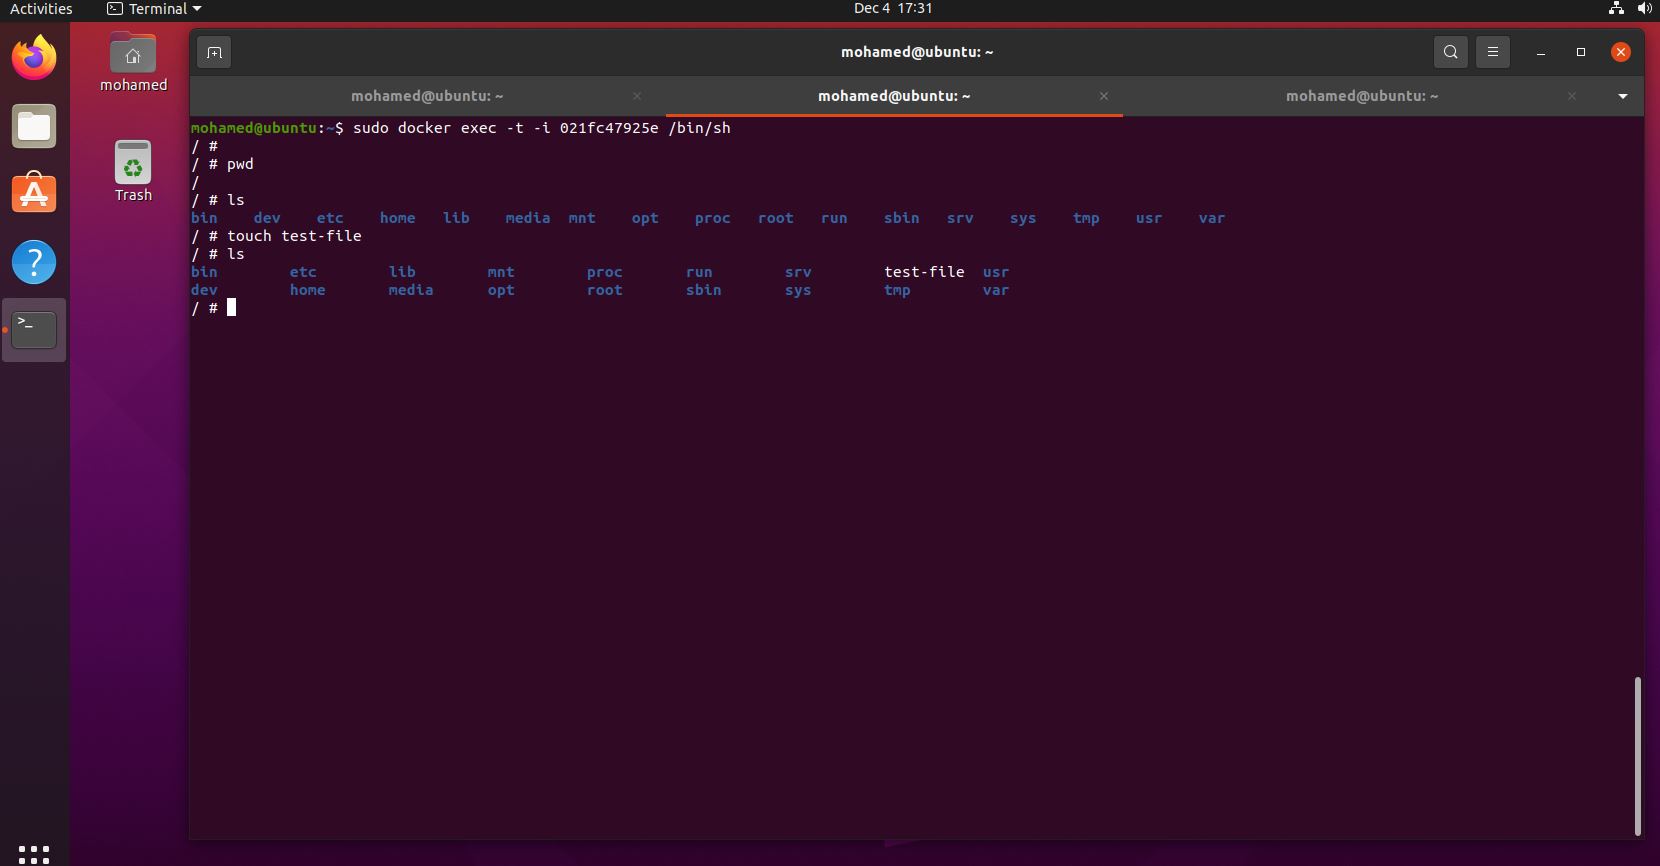 Activities Terminal Dec 4 17:31
mohamed
Trash
mohamed@ubuntu: ~
mohamed@ubuntu: ~ mohamed@ubuntu: ~ mohamed@ubuntu: ~
mohamed@ubuntu:~$ sudo docker exec -t -i 021fc47925e /bin/sh
/ #
/ # pwd
/
/ # ls
bin dev etc home lib media mnt opt proc root run sbin srv sys tmp usr var
/ # touch test-file
/ # ls
bin etc lib mnt proc run srv test-file usr
dev home media opt root sbin sys tmp var
/ #